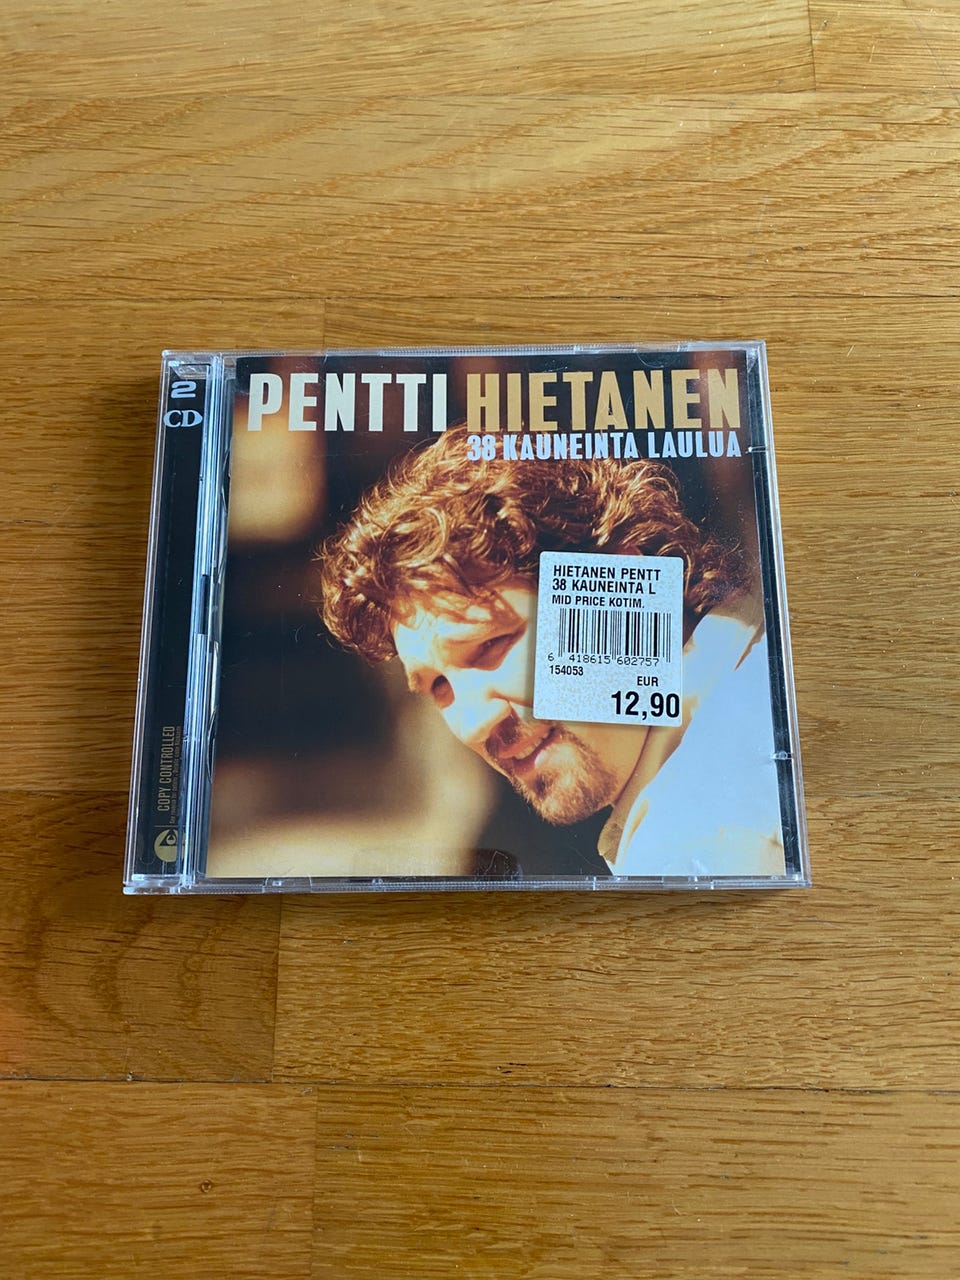 2
CD
PENTTI HIETANEN
38 KAUNEINTA LAULUA
HIETANEN PENTT
38 KAUNEINTA L
MID PRICE KOTIM.
6 418615 602757
154053
EUR
12,90
COPY CONTROLLED